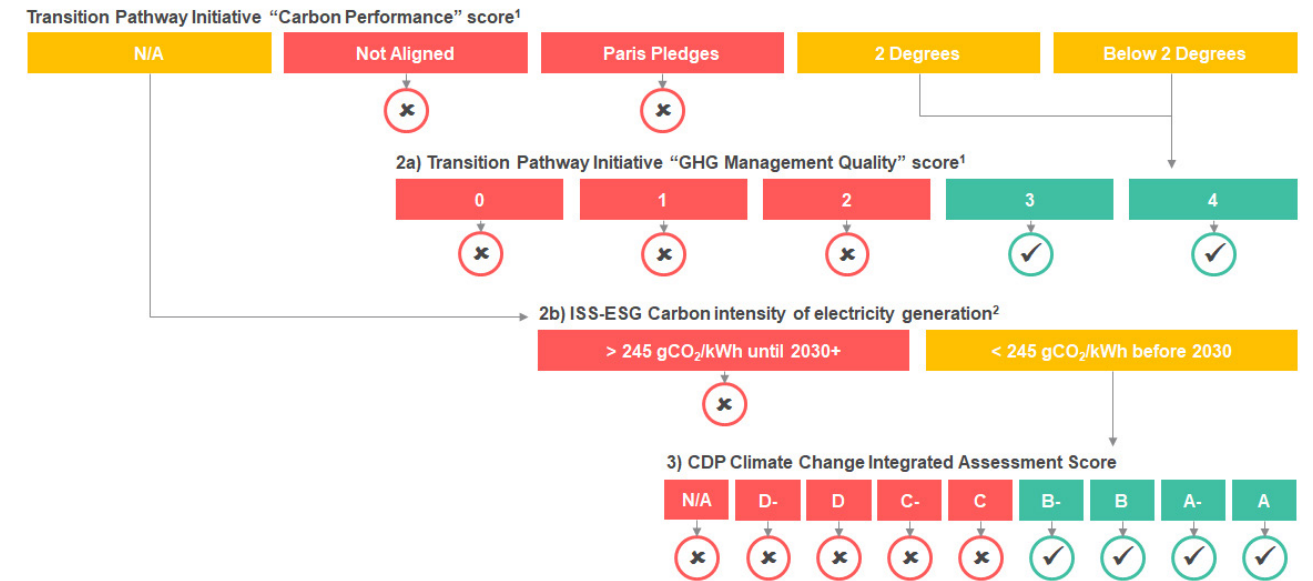 Transition Pathway Initiative “Carbon Performance” score¹
N/A
Not Aligned
Paris Pledges
2 Degrees
Below 2 Degrees
2a) Transition Pathway Initiative “GHG Management Quality” score¹
0
1
2
3
4
2b) ISS-ESG Carbon intensity of electricity generation²
> 245 gCO₂/kWh until 2030+
< 245 gCO₂/kWh before 2030
3) CDP Climate Change Integrated Assessment Score
N/A
D-
D
C-
C
B-
B
A-
A